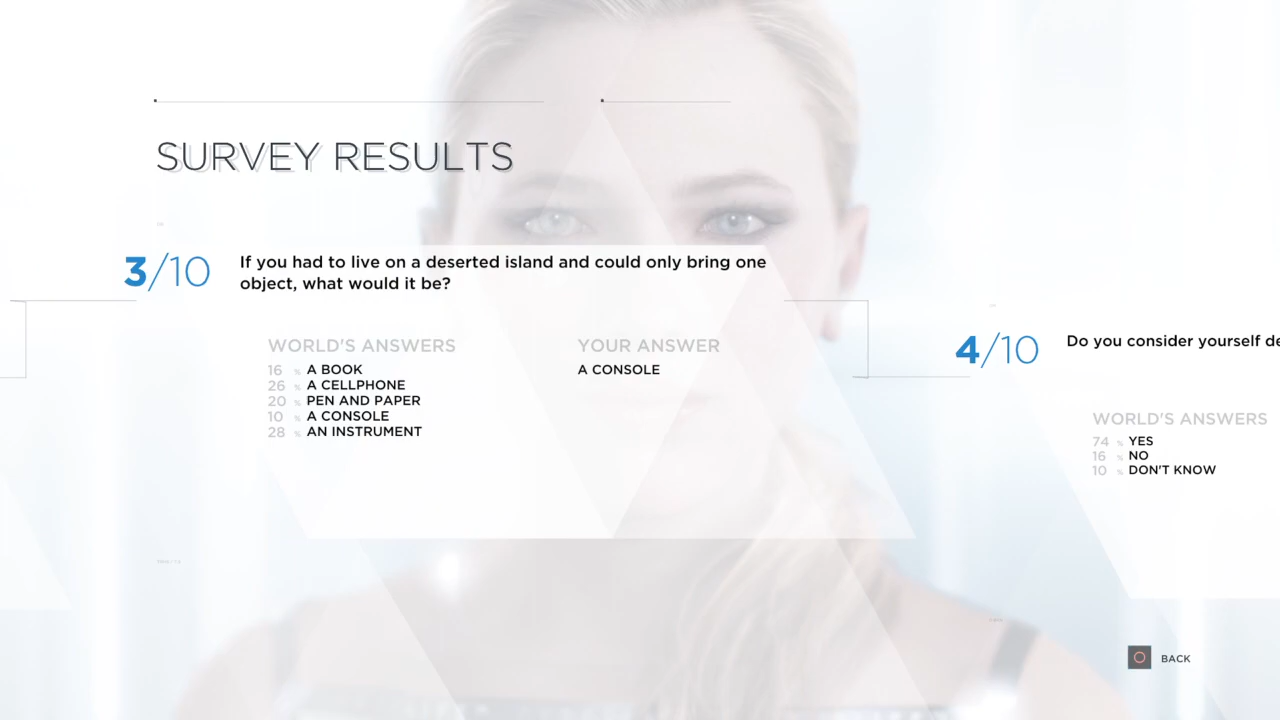 SURVEY RESULTS
3/10
If you had to live on a deserted island and could only bring one
object, what would it be?
WORLD'S ANSWERS
16 % A BOOK
26 % A CELLPHONE
20 % PEN AND PAPER
10 % A CONSOLE
28 % AN INSTRUMENT
YOUR ANSWER
A CONSOLE
4/10
Do you consider yourself de
WORLD'S ANSWERS
74 % YES
16 % NO
10 % DON'T KNOW
BACK